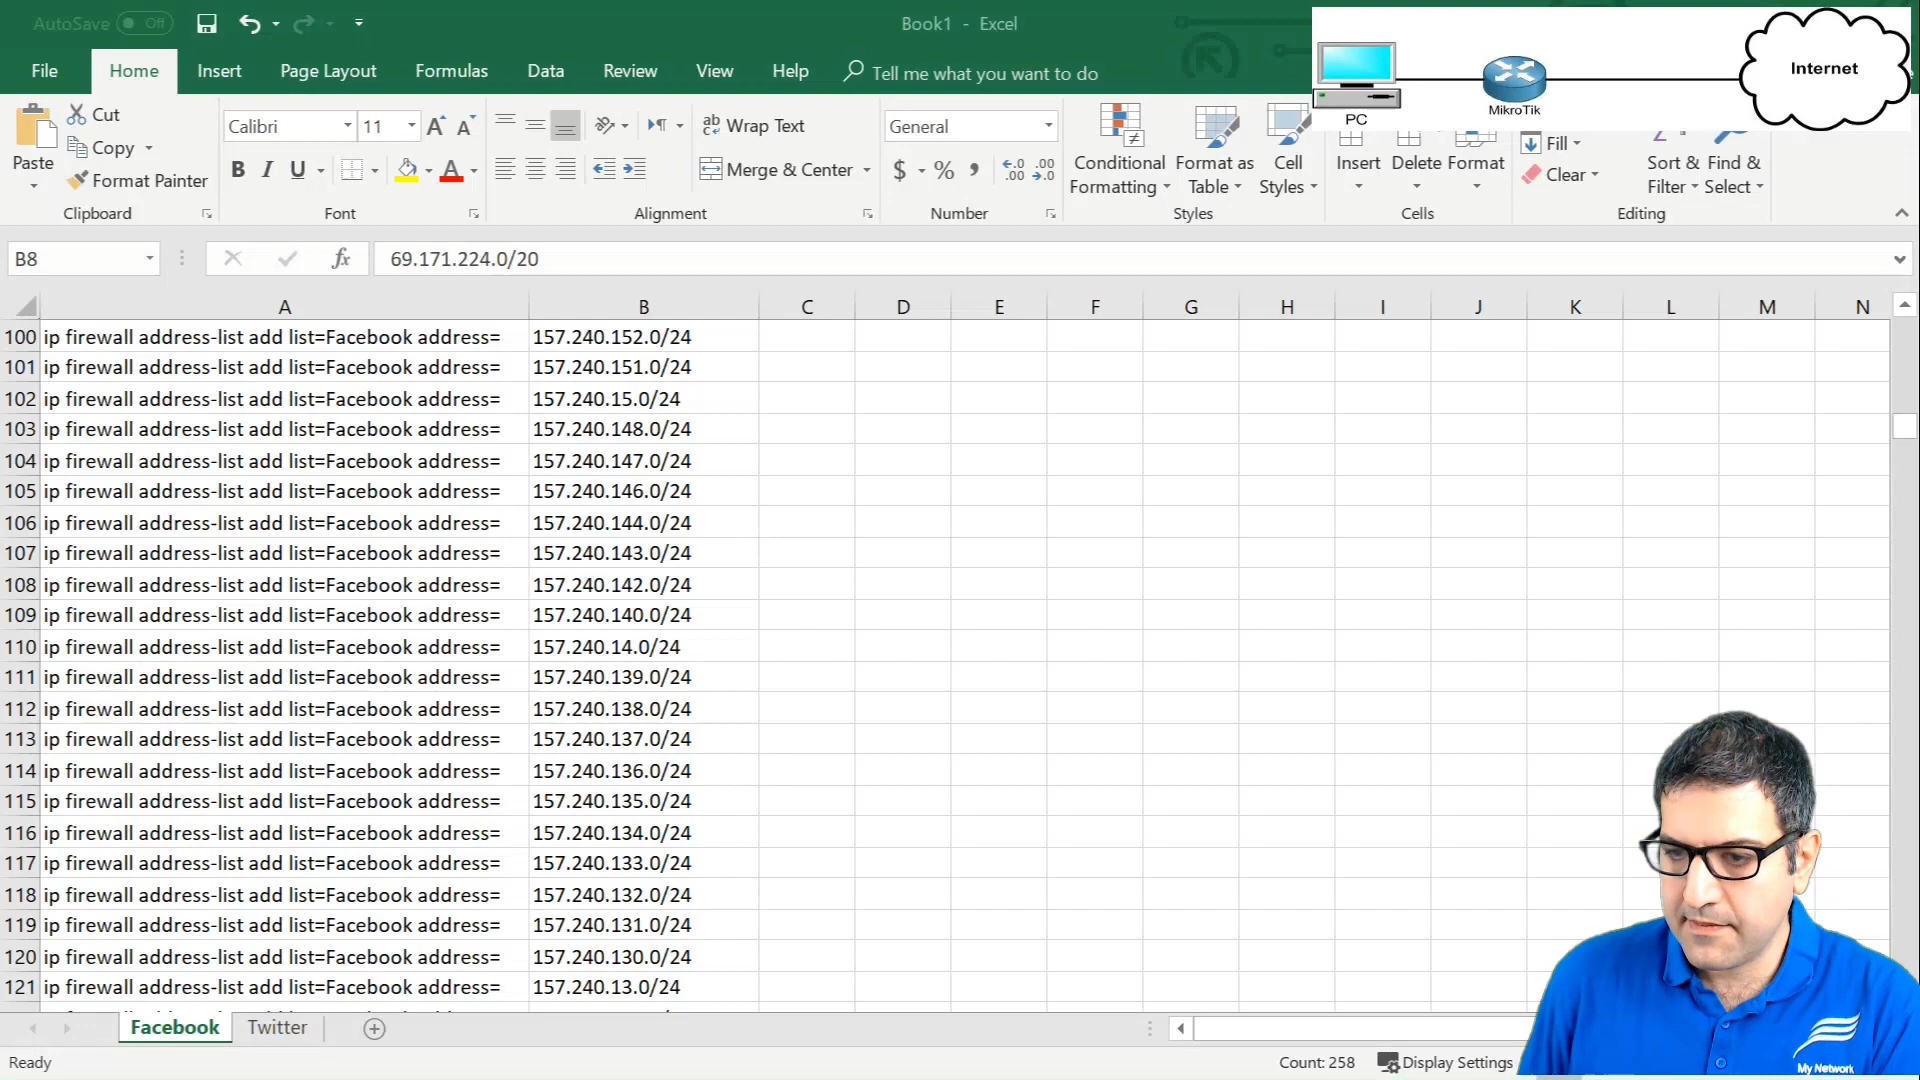 AutoSave Off
Book1 - Excel
File Home Insert Page Layout Formulas Data Review View Help Tell me what you want to do
Internet
MikroTik
PC
Paste
Cut
Copy
Format Painter
Clipboard
Calibri 11
B I U
Font
Wrap Text
Merge & Center
Alignment
General
$ % ,
Number
Conditional Formatting
Format as Table
Cell Styles
Styles
Insert Delete Format
Cells
Fill
Clear
Sort & Filter
Find & Select
Editing
B8 fx 69.171.224.0/20
A B C D E F G H I J K L M N
100 ip firewall address-list add list=Facebook address= 157.240.152.0/24
101 ip firewall address-list add list=Facebook address= 157.240.151.0/24
102 ip firewall address-list add list=Facebook address= 157.240.15.0/24
103 ip firewall address-list add list=Facebook address= 157.240.148.0/24
104 ip firewall address-list add list=Facebook address= 157.240.147.0/24
105 ip firewall address-list add list=Facebook address= 157.240.146.0/24
106 ip firewall address-list add list=Facebook address= 157.240.144.0/24
107 ip firewall address-list add list=Facebook address= 157.240.143.0/24
108 ip firewall address-list add list=Facebook address= 157.240.142.0/24
109 ip firewall address-list add list=Facebook address= 157.240.140.0/24
110 ip firewall address-list add list=Facebook address= 157.240.14.0/24
111 ip firewall address-list add list=Facebook address= 157.240.139.0/24
112 ip firewall address-list add list=Facebook address= 157.240.138.0/24
113 ip firewall address-list add list=Facebook address= 157.240.137.0/24
114 ip firewall address-list add list=Facebook address= 157.240.136.0/24
115 ip firewall address-list add list=Facebook address= 157.240.135.0/24
116 ip firewall address-list add list=Facebook address= 157.240.134.0/24
117 ip firewall address-list add list=Facebook address= 157.240.133.0/24
118 ip firewall address-list add list=Facebook address= 157.240.132.0/24
119 ip firewall address-list add list=Facebook address= 157.240.131.0/24
120 ip firewall address-list add list=Facebook address= 157.240.130.0/24
121 ip firewall address-list add list=Facebook address= 157.240.13.0/24
Facebook Twitter
Ready
Count: 258 Display Settings
My Network